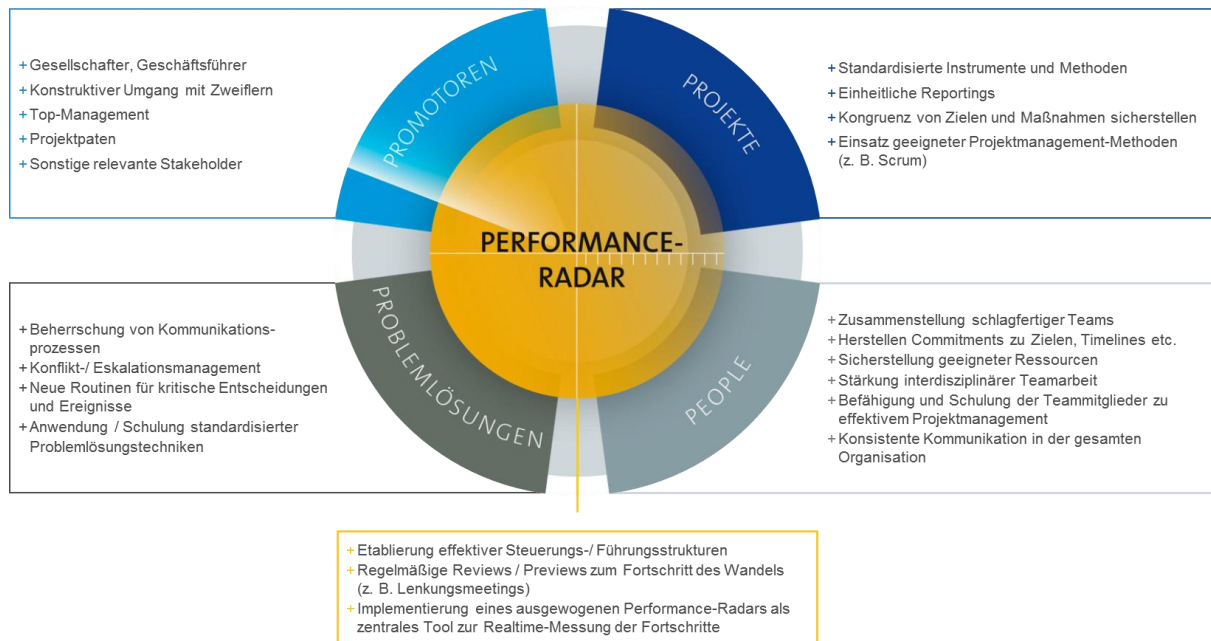 PROMOTOREN
+ Gesellschafter, Geschäftsführer
+ Konstruktiver Umgang mit Zweiflern
+ Top-Management
+ Projektpaten
+ Sonstige relevante Stakeholder
PROJEKTE
+ Standardisierte Instrumente und Methoden
+ Einheitliche Reportings
+ Kongruenz von Zielen und Maßnahmen sicherstellen
+ Einsatz geeigneter Projektmanagement-Methoden
(z. B. Scrum)
PERFORMANCE-
RADAR
PROBLEMLÖSUNGEN
+ Beherrschung von Kommunikations-
prozessen
+ Konflikt-/ Eskalationsmanagement
+ Neue Routinen für kritische Entscheidungen
und Ereignisse
+ Anwendung / Schulung standardisierter
Problemlösungstechniken
PEOPLE
+ Zusammenstellung schlagfertiger Teams
+ Herstellen Commitments zu Zielen, Timelines etc.
+ Sicherstellung geeigneter Ressourcen
+ Stärkung interdisziplinärer Teamarbeit
+ Befähigung und Schulung der Teammitglieder zu
effektivem Projektmanagement
+ Konsistente Kommunikation in der gesamten
Organisation
+ Etablierung effektiver Steuerungs-/ Führungsstrukturen
+ Regelmäßige Reviews / Previews zum Fortschritt des Wandels
(z. B. Lenkungsmeetings)
+ Implementierung eines ausgewogenen Performance-Radars als
zentrales Tool zur Realtime-Messung der Fortschritte